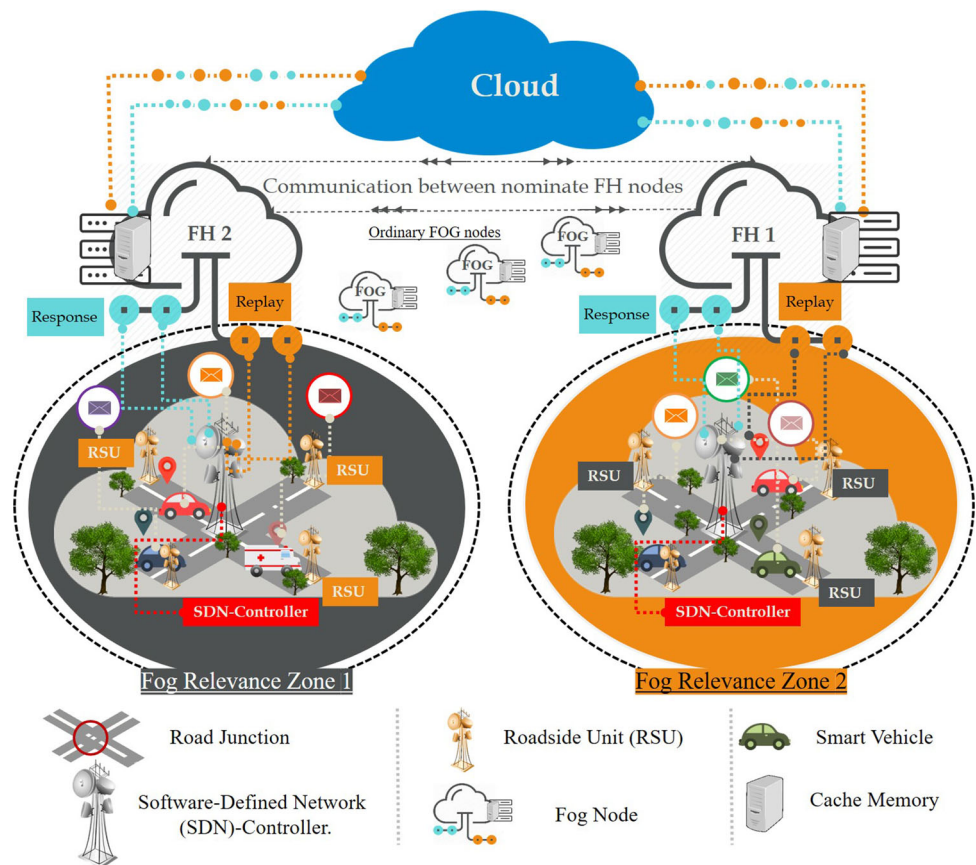 Cloud
Communication between nominate FH nodes
FH 2
Ordinary FOG nodes
FOG
FOG
FOG
FH 1
Response
Replay
Response
Replay
RSU
RSU
RSU
SDN-Controller
RSU
RSU
RSU
SDN-Controller
Fog Relevance Zone 1
Fog Relevance Zone 2
Road Junction
Roadside Unit (RSU)
Smart Vehicle
Software-Defined Network
(SDN)-Controller.
Fog Node
Cache Memory